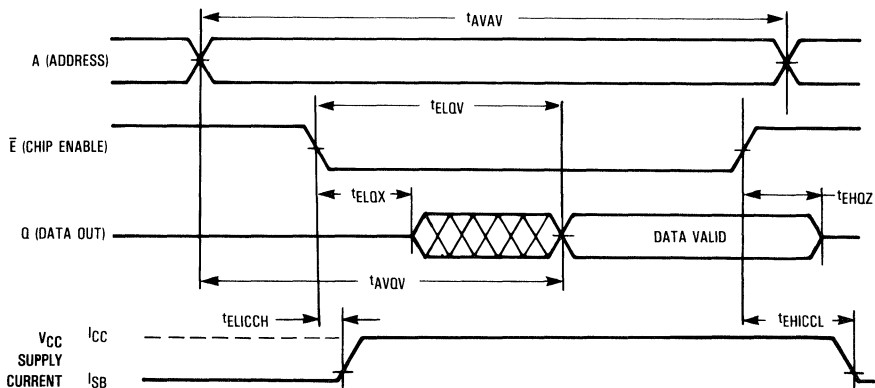 tAVAV
A (ADDRESS)
tELQV
E̅ (CHIP ENABLE)
tELQX
tEHQZ
Q (DATA OUT)
DATA VALID
tAVQV
tELICCH
tEHICCL
VCC ICC
SUPPLY
CURRENT ISB